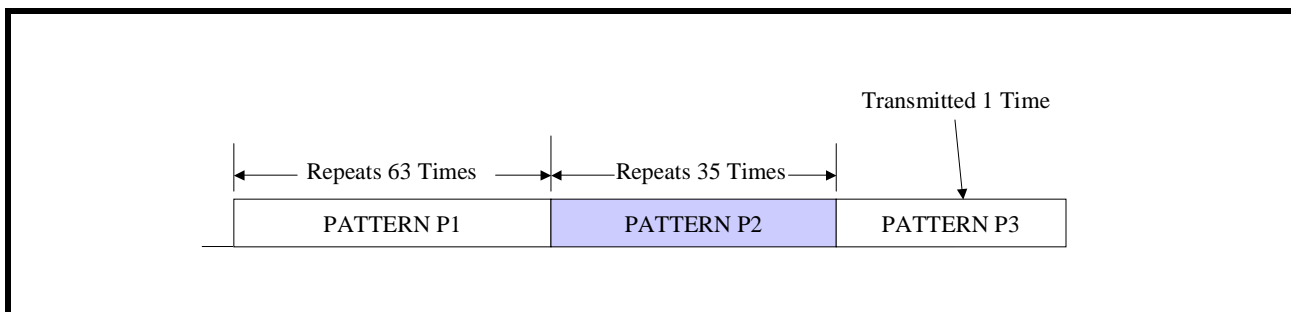 Transmitted 1 Time
Repeats 63 Times
Repeats 35 Times
PATTERN P1
PATTERN P2
PATTERN P3